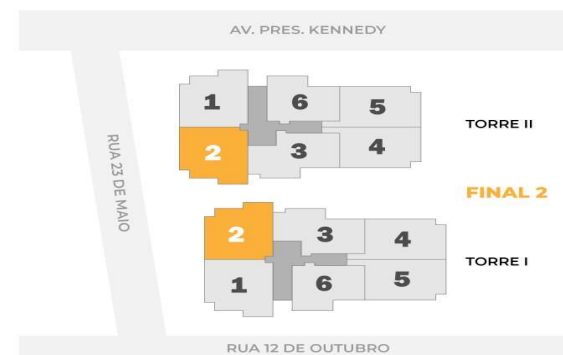 AV. PRES. KENNEDY
1
6
5
TORRE II
2
3
4
RUA 23 DE MAIO
FINAL 2
2
3
4
TORRE I
1
6
5
RUA 12 DE OUTUBRO